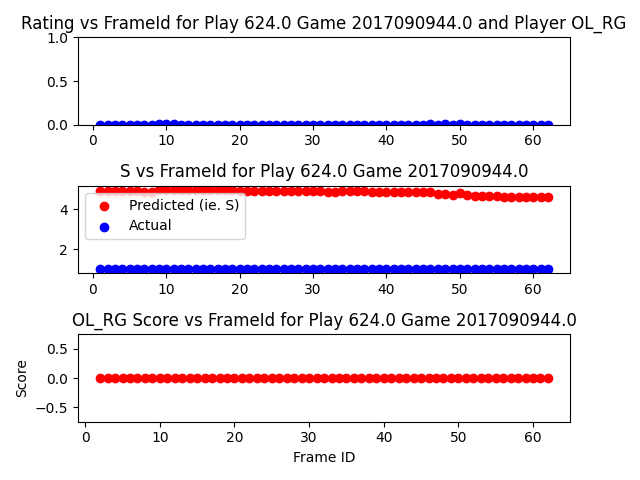 Rating vs FrameId for Play 624.0 Game 2017090944.0 and Player OL_RG
1.0
0.5
0.0
0 10 20 30 40 50 60
S vs FrameId for Play 624.0 Game 2017090944.0
4
2
Predicted (ie. S)
Actual
0 10 20 30 40 50 60
OL_RG Score vs FrameId for Play 624.0 Game 2017090944.0
Score
0.5
0.0
−0.5
0 10 20 30 40 50 60
Frame ID